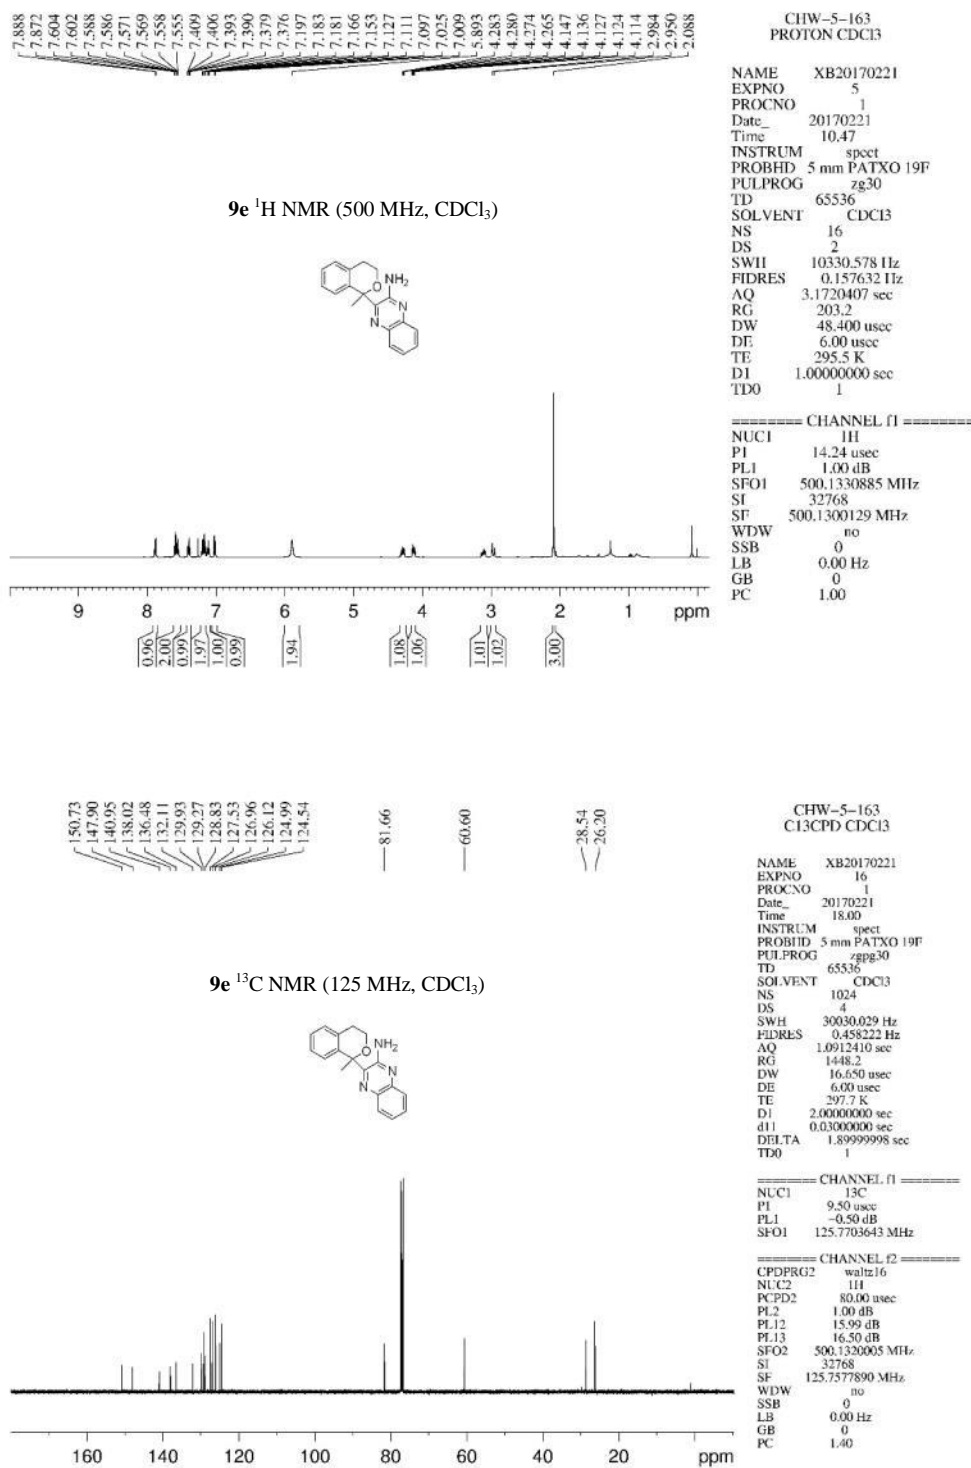 7.888
7.872
7.604
7.602
7.588
7.586
7.571
7.569
7.558
7.555
7.409
7.406
7.393
7.390
7.379
7.376
7.197
7.183
7.181
7.166
7.153
7.127
7.111
7.097
7.025
7.009
5.893
4.283
4.280
4.274
4.265
4.147
4.136
4.127
4.124
4.114
2.984
2.950
2.088
CHW-5-163
PROTON CDCl3
NAME XB20170221
EXPNO 5
PROCNO 1
Date_ 20170221
Time 10.47
INSTRUM spect
PROBHD 5 mm PATXO 19F
PULPROG zg30
TD 65536
SOLVENT CDCl3
NS 16
DS 2
SWH 10330.578 Hz
FIDRES 0.157632 Hz
AQ 3.1720407 sec
RG 203.2
DW 48.400 usec
DE 6.00 usec
TE 295.5 K
D1 1.00000000 sec
TD0 1
======== CHANNEL f1 ========
NUC1 1H
P1 14.24 usec
PL1 1.00 dB
SFO1 500.1330885 MHz
SI 32768
SF 500.1300129 MHz
WDW no
SSB 0
LB 0.00 Hz
GB 0
PC 1.00
9e ¹H NMR (500 MHz, CDCl₃)
O NH₂
N
N
9 8 7 6 5 4 3 2 1 ppm
0.96 2.00 0.99 1.97 1.00 0.99 1.94 1.08 1.06 1.01 1.02 3.00
150.73
147.90
140.95
138.02
136.48
132.11
129.93
129.27
128.83
127.53
126.96
126.12
124.99
124.54
81.66
60.60
28.54
26.20
CHW-5-163
C13CPD CDCl3
NAME XB20170221
EXPNO 16
PROCNO 1
Date_ 20170221
Time 18.00
INSTRUM spect
PROBHD 5 mm PATXO 19F
PULPROG zgpg30
TD 65536
SOLVENT CDCl3
NS 1024
DS 4
SWH 30030.029 Hz
FIDRES 0.458222 Hz
AQ 1.0912410 sec
RG 1448.2
DW 16.650 usec
DE 6.00 usec
TE 297.7 K
D1 2.00000000 sec
d11 0.03000000 sec
DELTA 1.89999998 sec
TD0 1
======== CHANNEL f1 ========
NUC1 13C
P1 9.50 usec
PL1 -0.50 dB
SFO1 125.7703643 MHz
======== CHANNEL f2 ========
CPDPRG2 waltz16
NUC2 1H
PCPD2 80.00 usec
PL2 1.00 dB
PL12 15.99 dB
PL13 16.50 dB
SFO2 500.1320005 MHz
SI 32768
SF 125.7577890 MHz
WDW no
SSB 0
LB 0.00 Hz
GB 0
PC 1.40
9e ¹³C NMR (125 MHz, CDCl₃)
O NH₂
N
N
160 140 120 100 80 60 40 20 ppm